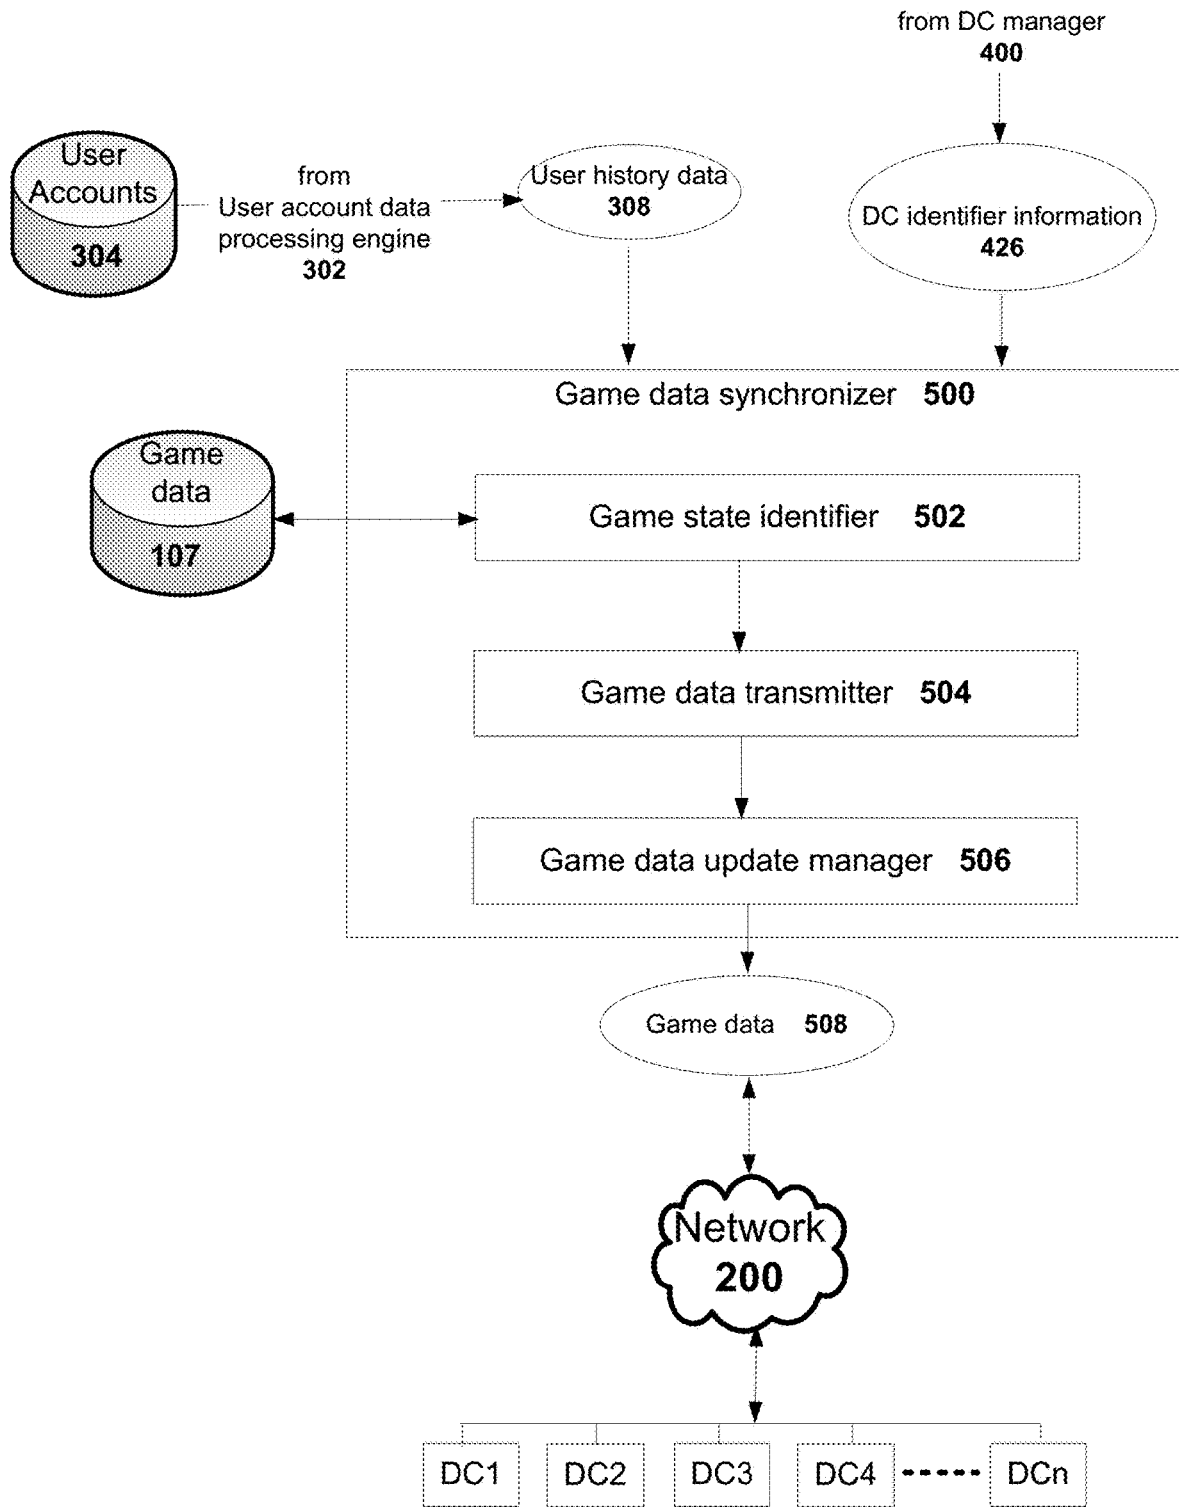 from DC manager
400
User
Accounts
304
from
User account data
processing engine
302
User history data
308
DC identifier information
426
Game data synchronizer 500
Game
data
107
Game state identifier 502
Game data transmitter 504
Game data update manager 506
Game data 508
Network
200
DC1 DC2 DC3 DC4 DCn